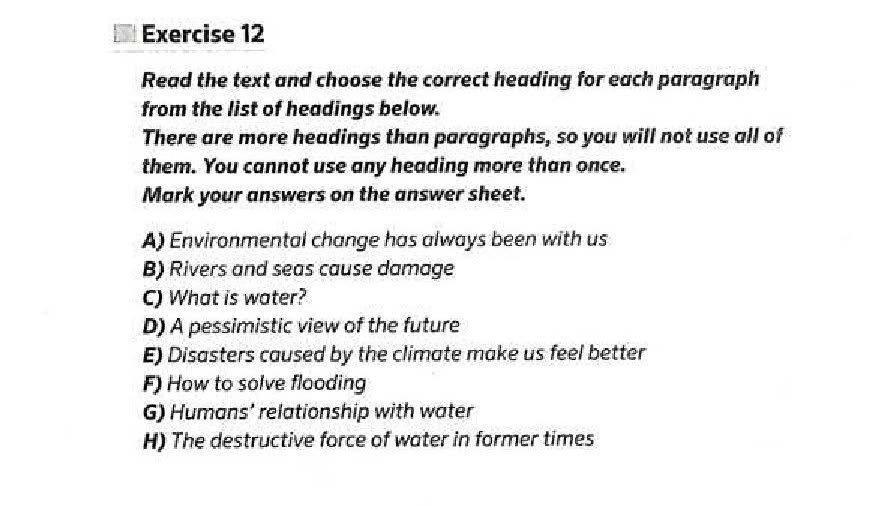 Exercise 12
Read the text and choose the correct heading for each paragraph
from the list of headings below.
There are more headings than paragraphs, so you will not use all of
them. You cannot use any heading more than once.
Mark your answers on the answer sheet.
A) Environmental change has always been with us
B) Rivers and seas cause damage
C) What is water?
D) A pessimistic view of the future
E) Disasters caused by the climate make us feel better
F) How to solve flooding
G) Humans' relationship with water
H) The destructive force of water in former times